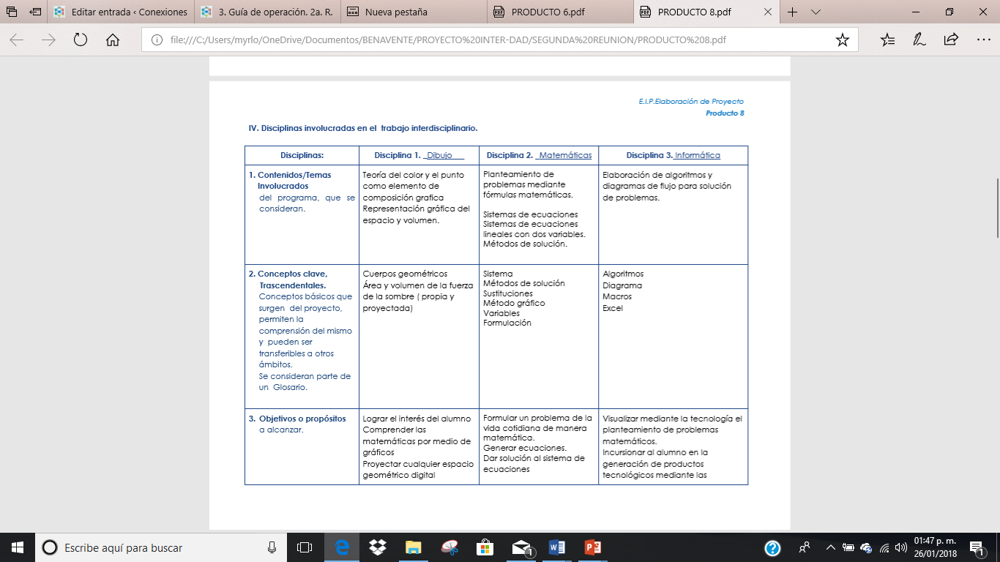 Editar entrada ‹ Conexiones
3. Guía de operación. 2a. R.
Nueva pestaña
PRODUCTO 6.pdf
PRODUCTO 8.pdf
file:///C:/Users/myrlo/OneDrive/Documentos/BENAVENTE/PROYECTO%20INTER-DAD/SEGUNDA%20REUNION/PRODUCTO%208.pdf
E.I.P.Elaboración de Proyecto
Producto 8
IV. Disciplinas involucradas en el trabajo interdisciplinario.
Disciplinas:
Disciplina 1. _Dibujo___
Disciplina 2. _Matemáticas
Disciplina 3. Informática
1. Contenidos/Temas
Involucrados
del programa, que se
consideran.
Teoría del color y el punto
como elemento de
composición grafica
Representación gráfica del
espacio y volumen.
Planteamiento de
problemas mediante
fórmulas matemáticas.
Sistemas de ecuaciones
Sistemas de ecuaciones
lineales con dos variables.
Métodos de solución.
Elaboración de algoritmos y
diagramas de flujo para solución
de problemas.
2. Conceptos clave,
Trascendentales.
Conceptos básicos que
surgen del proyecto,
permiten la
comprensión del mismo
y pueden ser
transferibles a otros
ámbitos.
Se consideran parte de
un Glosario.
Cuerpos geométricos
Área y volumen de la fuerza
de la sombre ( propia y
proyectada)
Sistema
Métodos de solución
Sustituciones
Método gráfico
Variables
Formulación
Algoritmos
Diagrama
Macros
Excel
3. Objetivos o propósitos
a alcanzar.
Lograr el interés del alumno
Comprender las
matemáticas por medio de
gráficos
Proyectar cualquier espacio
geométrico digital
Formular un problema de la
vida cotidiana de manera
matemática.
Generar ecuaciones.
Dar solución al sistema de
ecuaciones
Visualizar mediante la tecnología el
planteamiento de problemas
matemáticos.
Incursionar al alumno en la
generación de productos
tecnológicos mediante las
Escribe aquí para buscar
01:47 p. m.
26/01/2018